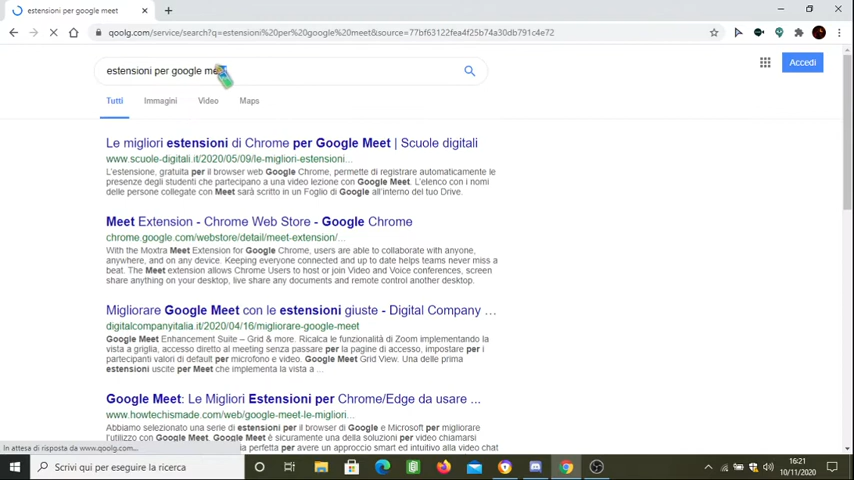 estensioni per google meet
qoolg.com/service/search?q=estensioni%20per%20google%20meet&source=77bf63122fea4f25b74a30db791c4e72
estensioni per google me
Accedi
Tutti Immagini Video Maps
Le migliori estensioni di Chrome per Google Meet | Scuole digitali
www.scuole-digitali.it/2020/05/09/le-migliori-estensioni...
L'estensione, gratuita per il browser web Google Chrome, permette di registrare automaticamente le
presenze degli studenti che partecipano a una video lezione con Google Meet. L'elenco con i nomi
delle persone collegate con Meet sarà scritto in un Foglio di Google all'interno del tuo Drive.
Meet Extension - Chrome Web Store - Google Chrome
chrome.google.com/webstore/detail/meet-extension/...
With the Moxtra Meet Extension for Google Chrome, users are able to collaborate with anyone,
anywhere, and on any device. Keeping everyone connected and up to date helps teams never miss a
beat. The Meet extension allows Chrome Users to host or join Video and Voice conferences, screen
share anything on your desktop, live share any documents and remote control another desktop.
Migliorare Google Meet con le estensioni giuste - Digital Company ...
digitalcompanyitalia.it/2020/04/16/migliorare-google-meet
Google Meet Enhancement Suite – Grid & more. Ricalca le funzionalità di Zoom implementando la
vista a griglia, accesso diretto al meeting senza passare per la pagina di accesso, impostare per i
partecipanti valori di default per microfono e video. Google Meet Grid View. Una delle prima
estensioni uscite per Meet che implementa la vista a ...
Google Meet: Le Migliori Estensioni per Chrome/Edge da usare ...
www.howtechismade.com/web/google-meet-le-migliori...
Abbiamo selezionato una serie di estensioni per il browser di Google e Microsoft per migliorare
l'utilizzo con Google Meet. Google Meet è sicuramente una della soluzioni per video chiamarsi
ia perfetta per avere un approccio smart ed intuitivo alla video chat
In attesa di risposta da www.qoolg.com...
Scrivi qui per eseguire la ricerca
16:21
10/11/2020